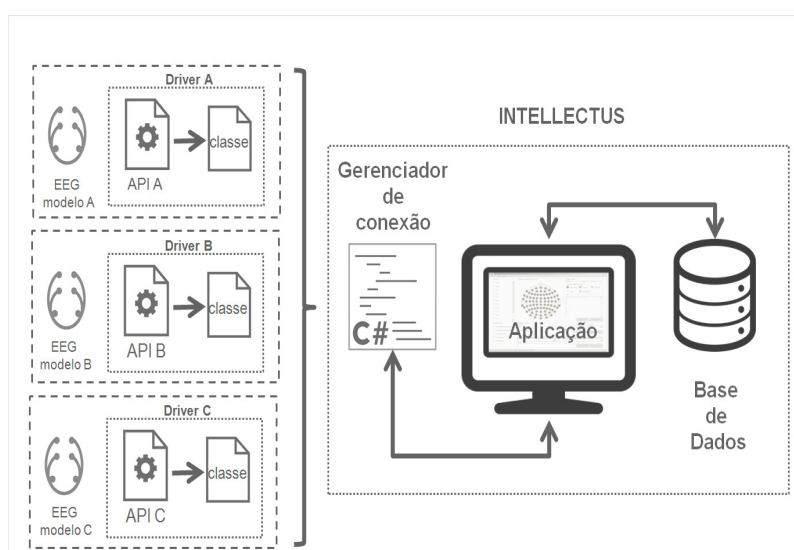 Driver A
classe
API A
EEG
modelo A
Driver B
classe
API B
EEG
modelo B
Driver C
classe
API C
EEG
modelo C
INTELLECTUS
Gerenciador
de
conexão
C#
Aplicação
Base
de
Dados